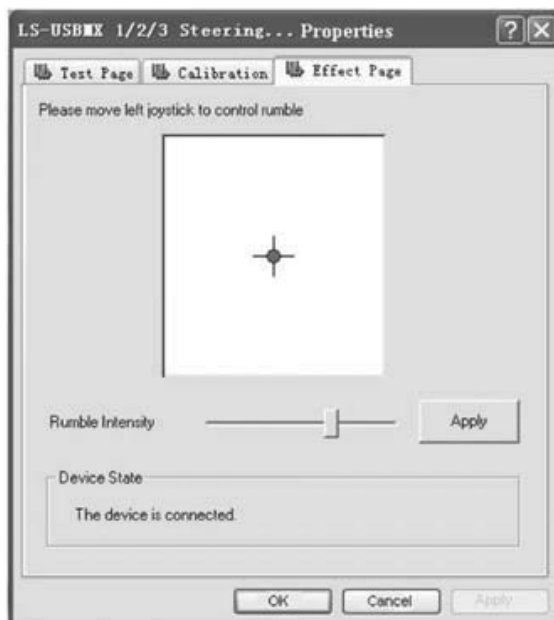 LS-USBMX 1/2/3 Steering... Properties
Test Page Calibration Effect Page
Please move left joystick to control rumble
Rumble Intensity Apply
Device State
The device is connected.
OK Cancel Apply